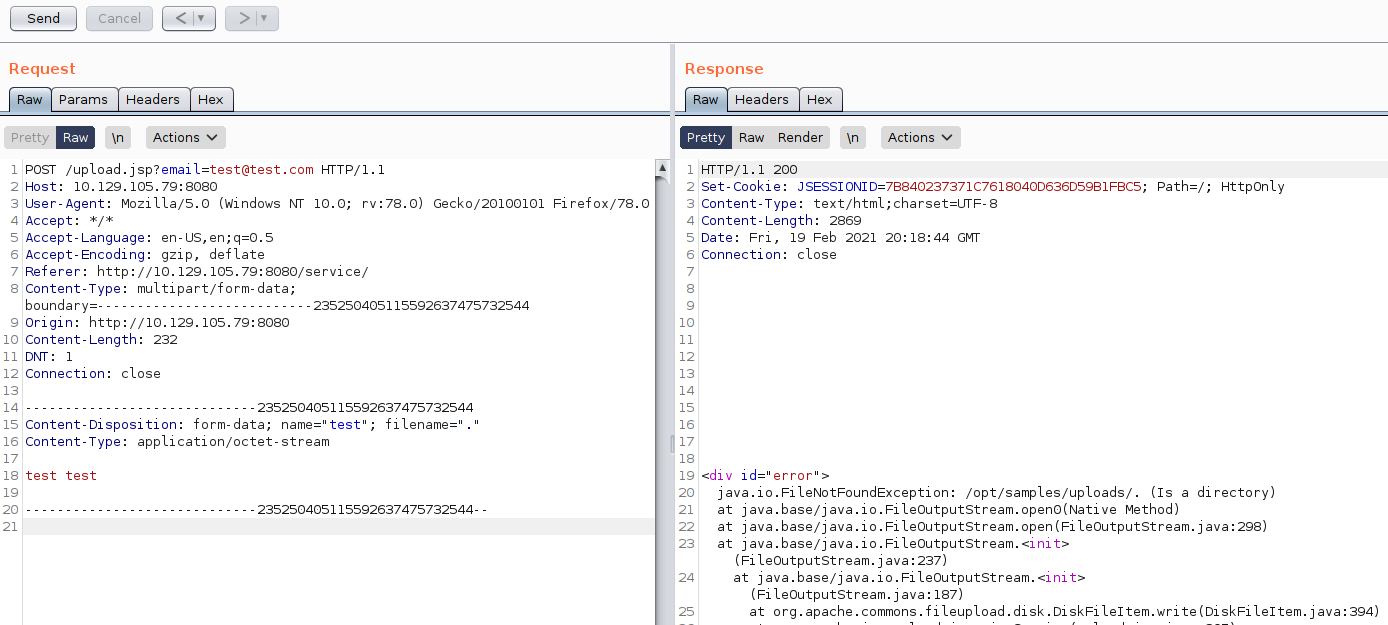 Send Cancel < ▼ > ▼
Request
Raw Params Headers Hex
Pretty Raw \n Actions
1 POST /upload.jsp?email=test@test.com HTTP/1.1
2 Host: 10.129.105.79:8080
3 User-Agent: Mozilla/5.0 (Windows NT 10.0; rv:78.0) Gecko/20100101 Firefox/78.0
4 Accept: */*
5 Accept-Language: en-US,en;q=0.5
6 Accept-Encoding: gzip, deflate
7 Referer: http://10.129.105.79:8080/service/
8 Content-Type: multipart/form-data;
boundary=---------------------------235250405115592637475732544
9 Origin: http://10.129.105.79:8080
10 Content-Length: 232
11 DNT: 1
12 Connection: close
13
14 -----------------------------235250405115592637475732544
15 Content-Disposition: form-data; name="test"; filename="."
16 Content-Type: application/octet-stream
17
18 test test
19
20 -----------------------------235250405115592637475732544--
21
Response
Raw Headers Hex
Pretty Raw Render \n Actions
1 HTTP/1.1 200
2 Set-Cookie: JSESSIONID=7B840237371C7618040D636D59B1FBC5; Path=/; HttpOnly
3 Content-Type: text/html;charset=UTF-8
4 Content-Length: 2869
5 Date: Fri, 19 Feb 2021 20:18:44 GMT
6 Connection: close
7
8
9
10
11
12
13
14
15
16
17
18
19 <div id="error">
20 java.io.FileNotFoundException: /opt/samples/uploads/. (Is a directory)
21 at java.base/java.io.FileOutputStream.open0(Native Method)
22 at java.base/java.io.FileOutputStream.open(FileOutputStream.java:298)
23 at java.base/java.io.FileOutputStream.<init>
(FileOutputStream.java:237)
24 at java.base/java.io.FileOutputStream.<init>
(FileOutputStream.java:187)
25 at org.apache.commons.fileupload.disk.DiskFileItem.write(DiskFileItem.java:394)